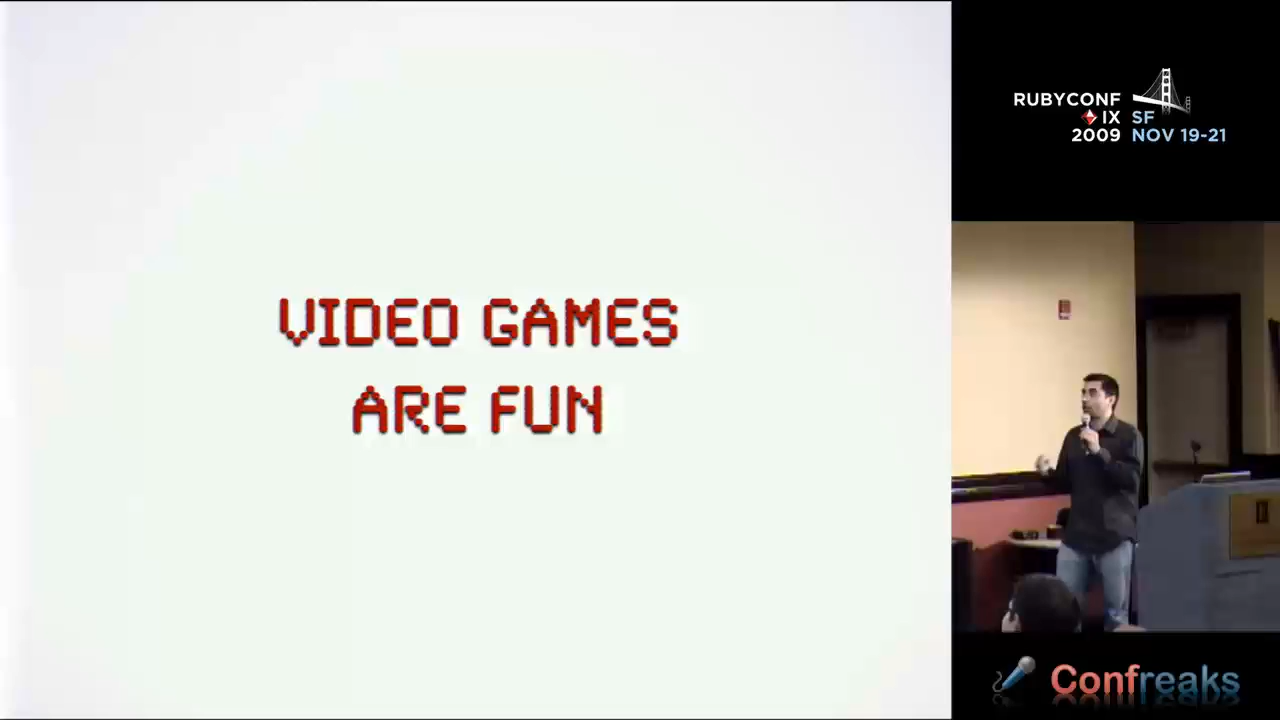 VIDEO GAMES
ARE FUN
RUBYCONF
IX SF
2009 NOV 19-21
Confreaks